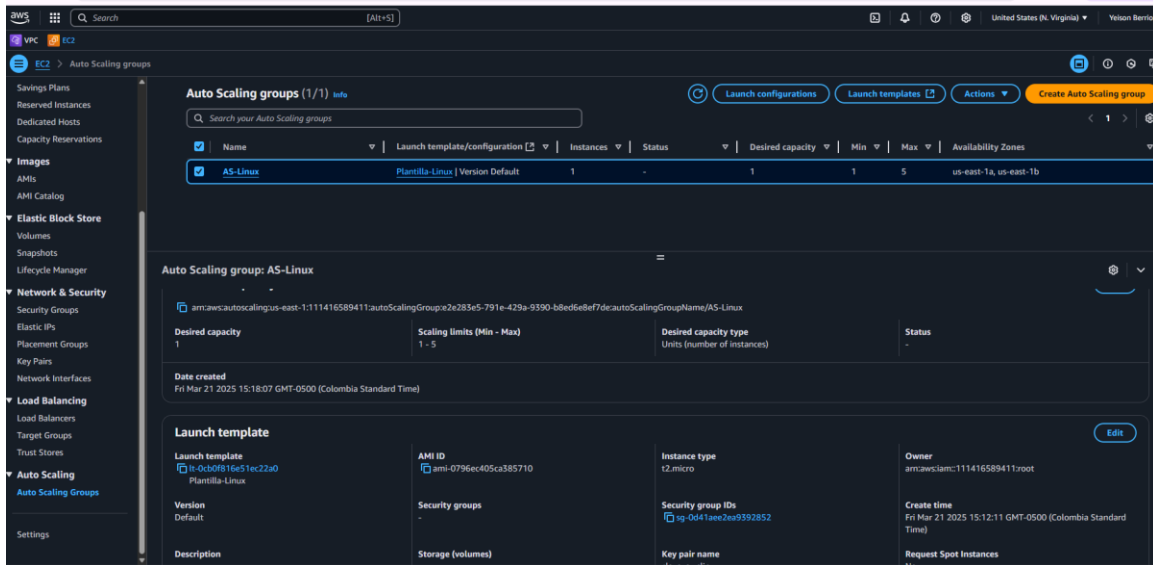 aws Search [Alt+S] United States (N. Virginia) Yeison Berrio
VPC EC2
EC2 > Auto Scaling groups
Savings Plans
Reserved Instances
Dedicated Hosts
Capacity Reservations
Images
AMIs
AMI Catalog
Elastic Block Store
Volumes
Snapshots
Lifecycle Manager
Network & Security
Security Groups
Elastic IPs
Placement Groups
Key Pairs
Network Interfaces
Load Balancing
Load Balancers
Target Groups
Trust Stores
Auto Scaling
Auto Scaling Groups
Settings
Auto Scaling groups (1/1) Info Launch configurations Launch templates Actions Create Auto Scaling group
Search your Auto Scaling groups 1
Name Launch template/configuration Instances Status Desired capacity Min Max Availability Zones
AS-Linux Plantilla-Linux | Version Default 1 - 1 1 5 us-east-1a, us-east-1b
Auto Scaling group: AS-Linux
arn:aws:autoscaling:us-east-1:111416589411:autoScalingGroup:e2e283e5-791e-429a-9390-b8ed6e8ef7de:autoScalingGroupName/AS-Linux
Desired capacity Scaling limits (Min - Max) Desired capacity type Status
1 1 - 5 Units (number of instances) -
Date created
Fri Mar 21 2025 15:18:07 GMT-0500 (Colombia Standard Time)
Launch template Edit
Launch template AMI ID Instance type Owner
lt-0cb0f816e51ec22a0 ami-0796ec405ca385710 t2.micro arn:aws:iam::111416589411:root
Plantilla-Linux
Version Security groups Security group IDs Create time
Default - sg-0d41aee2ea9392852 Fri Mar 21 2025 15:12:11 GMT-0500 (Colombia Standard
Time)
Description Storage (volumes) Key pair name Request Spot Instances